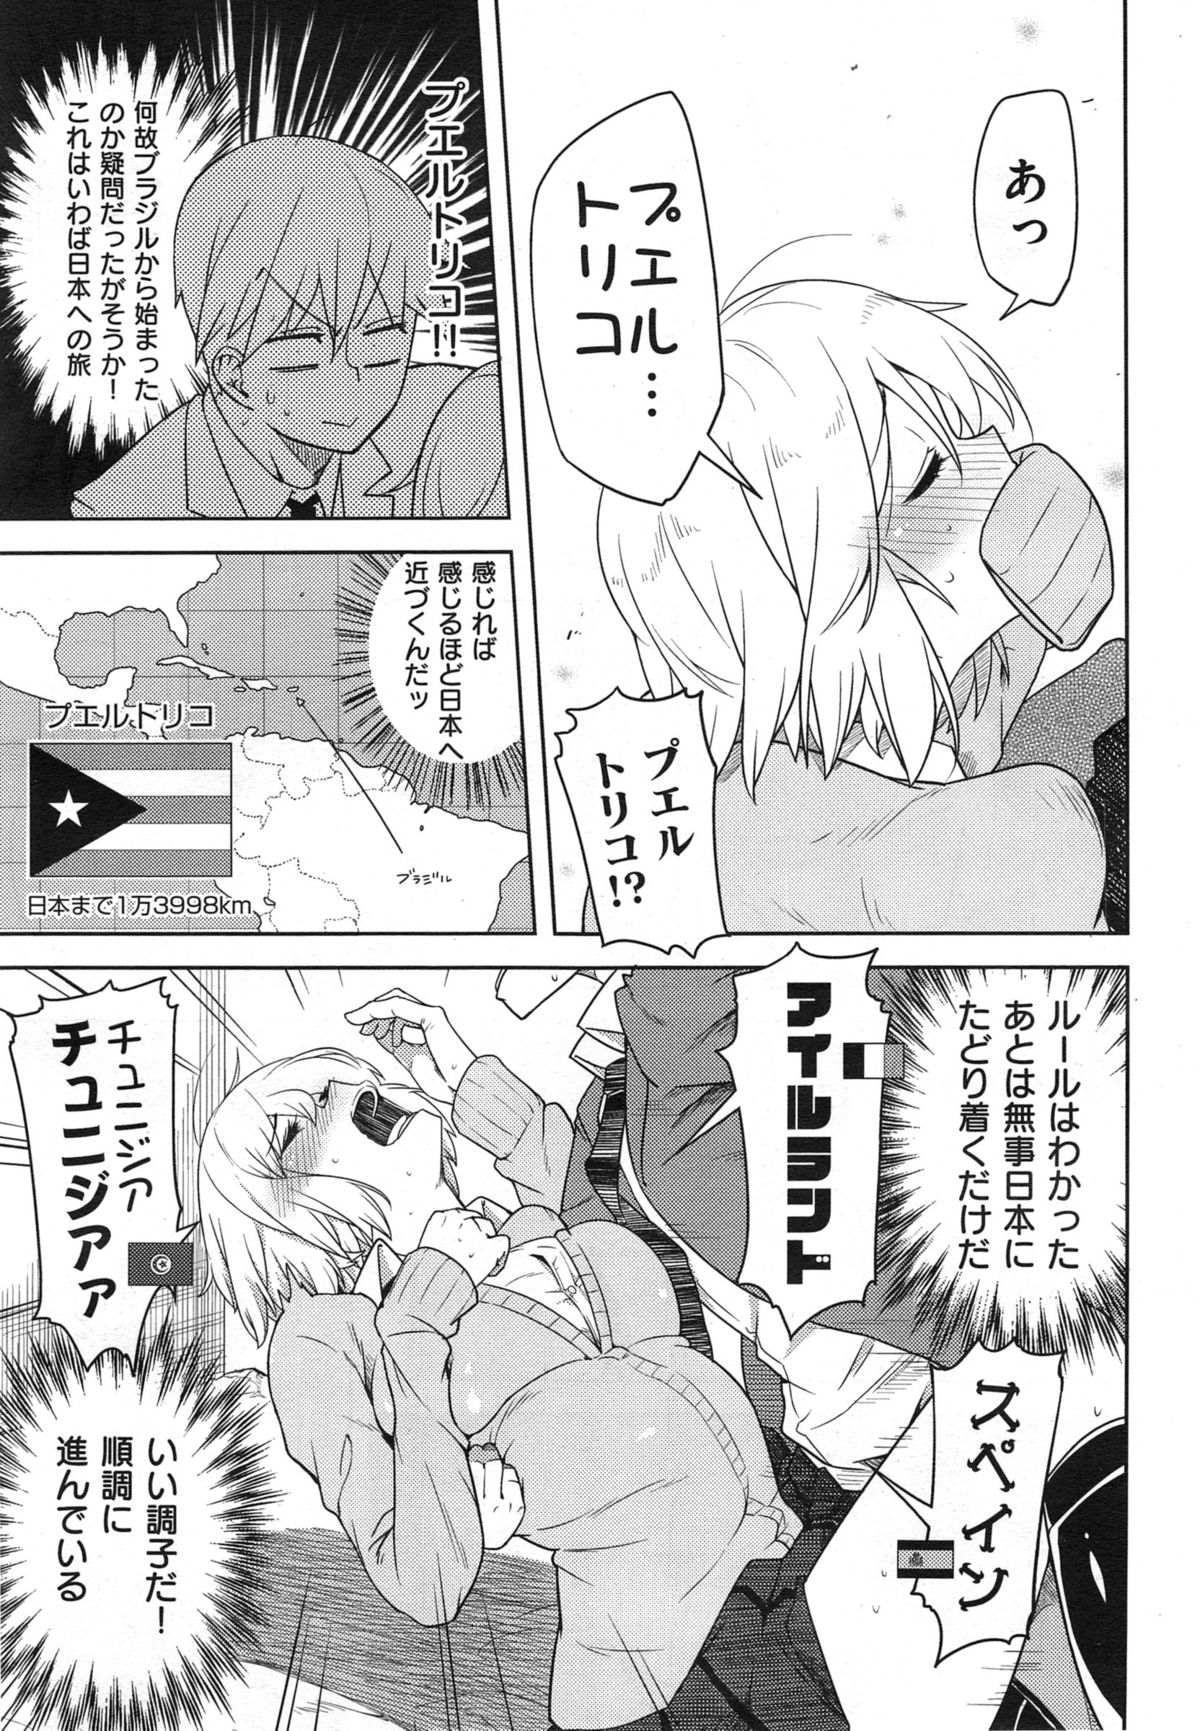 あっ
プエル…
トリコ
プエル
トリコ!?
プエルトリコ!!
何故ブラジルから始まった
のか疑問だったがそうか！
これはいわば日本への旅
感じれば
感じるほど日本へ
近づくんだッ
プエルトリコ
ブラジル
日本まで1万3998km
ルールはわかった
あとは無事日本に
たどり着くだけだ
アイルランド
スペイン
チュニジア
チュニジアァ
いい調子だ！
順調に
進んでいる